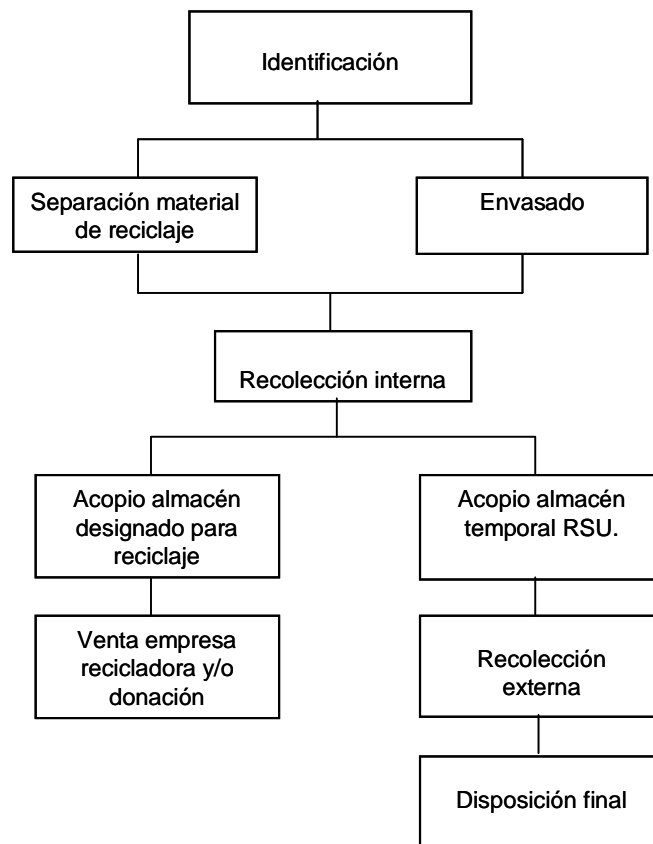 Identificación
Separación material
de reciclaje
Envasado
Recolección interna
Acopio almacén
designado para
reciclaje
Acopio almacén
temporal RSU.
Venta empresa
recicladora y/o
donación
Recolección
externa
Disposición final